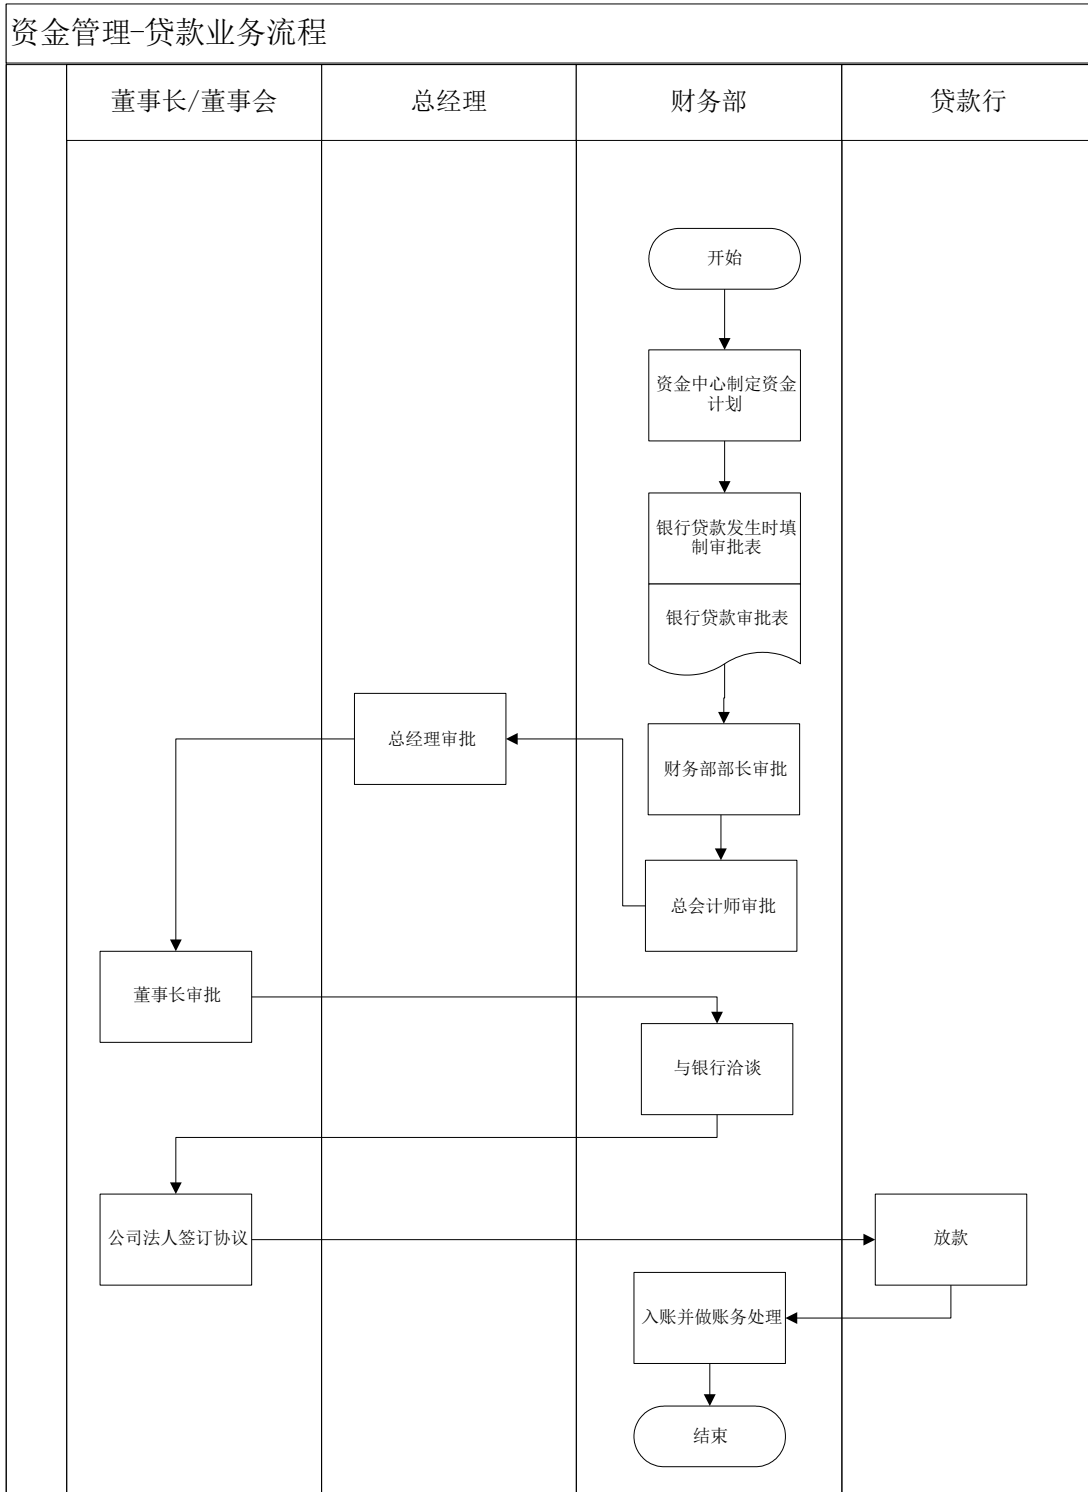 资金管理-贷款业务流程
董事长/董事会
总经理
财务部
贷款行
开始
资金中心制定资金
计划
银行贷款发生时填
制审批表
银行贷款审批表
总经理审批
财务部部长审批
总会计师审批
董事长审批
与银行洽谈
公司法人签订协议
放款
入账并做账务处理
结束